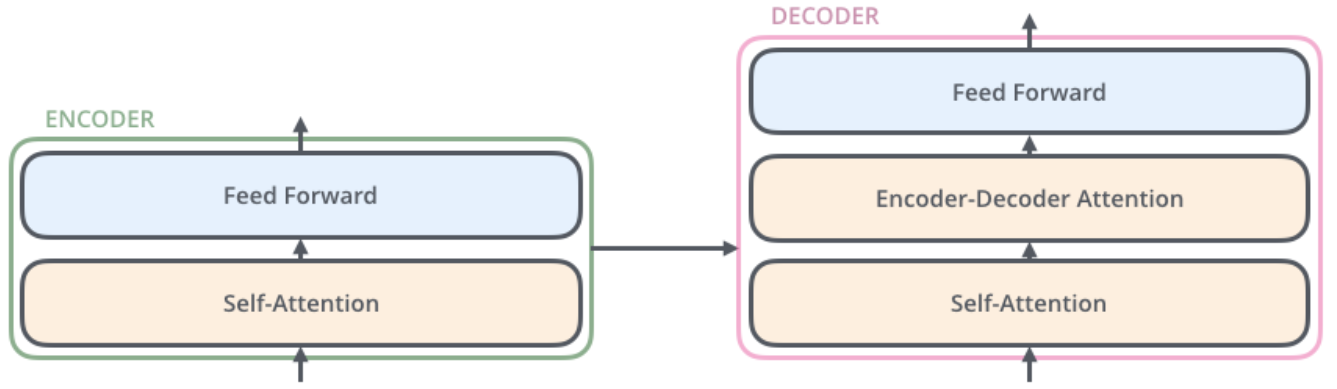 ENCODER
Feed Forward
Self-Attention
DECODER
Feed Forward
Encoder-Decoder Attention
Self-Attention